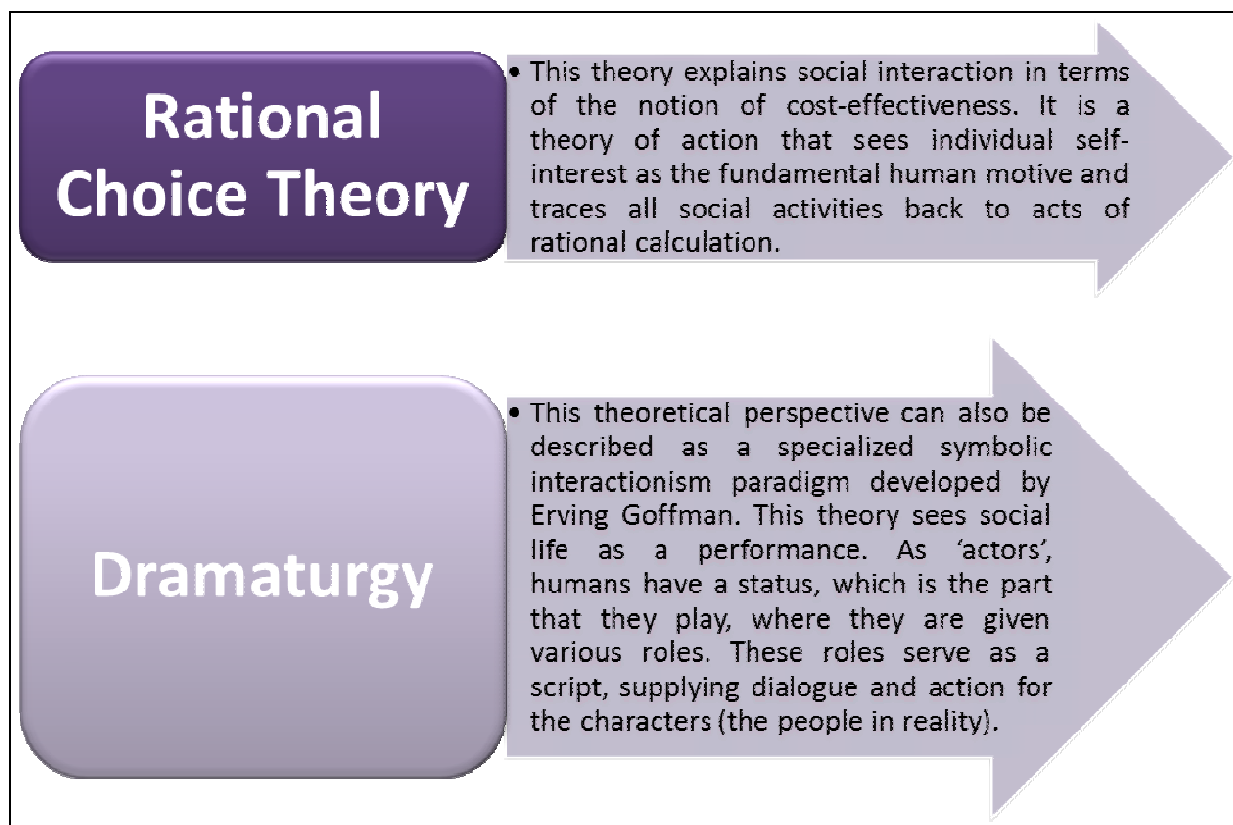 Rational
Choice Theory
• This theory explains social interaction in terms
of the notion of cost-effectiveness. It is a
theory of action that sees individual self-
interest as the fundamental human motive and
traces all social activities back to acts of
rational calculation.
Dramaturgy
• This theoretical perspective can also be
described as a specialized symbolic
interactionism paradigm developed by
Erving Goffman. This theory sees social
life as a performance. As ‘actors’,
humans have a status, which is the part
that they play, where they are given
various roles. These roles serve as a
script, supplying dialogue and action for
the characters (the people in reality).